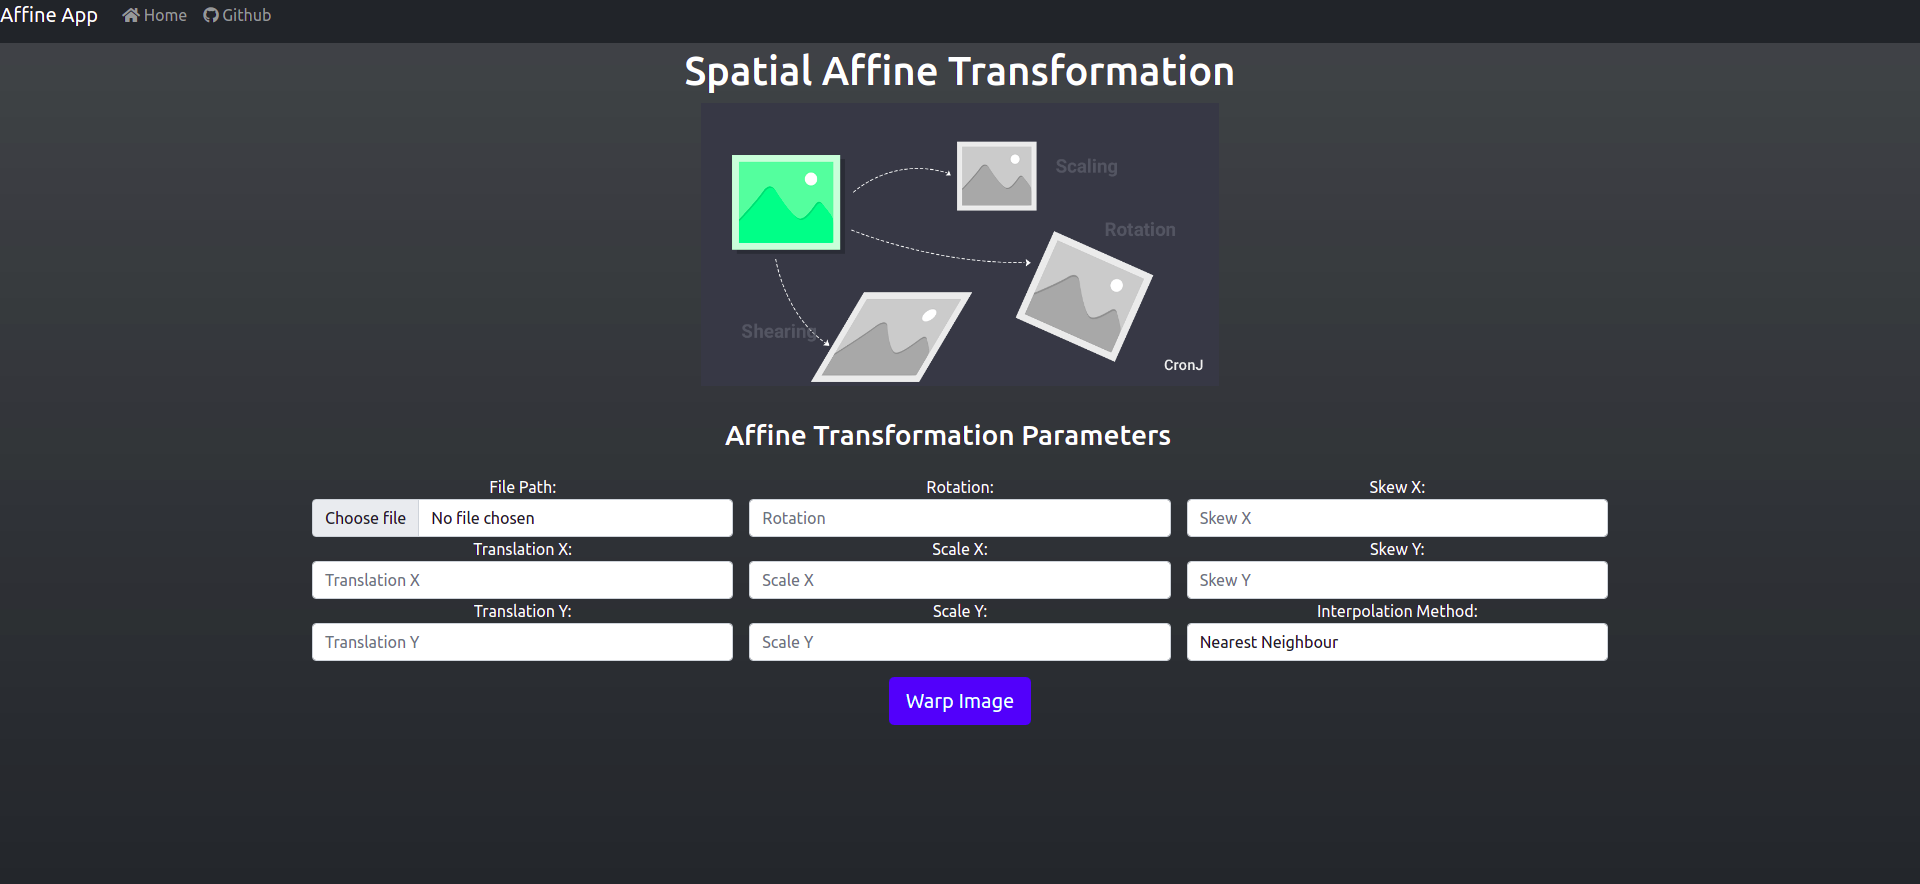 Affine App Home Github
Spatial Affine Transformation
Scaling
Rotation
Shearing
CronJ
Affine Transformation Parameters
File Path: Rotation: Skew X:
Choose file No file chosen Rotation Skew X
Translation X: Scale X: Skew Y:
Translation X Scale X Skew Y
Translation Y: Scale Y: Interpolation Method:
Translation Y Scale Y Nearest Neighbour
Warp Image